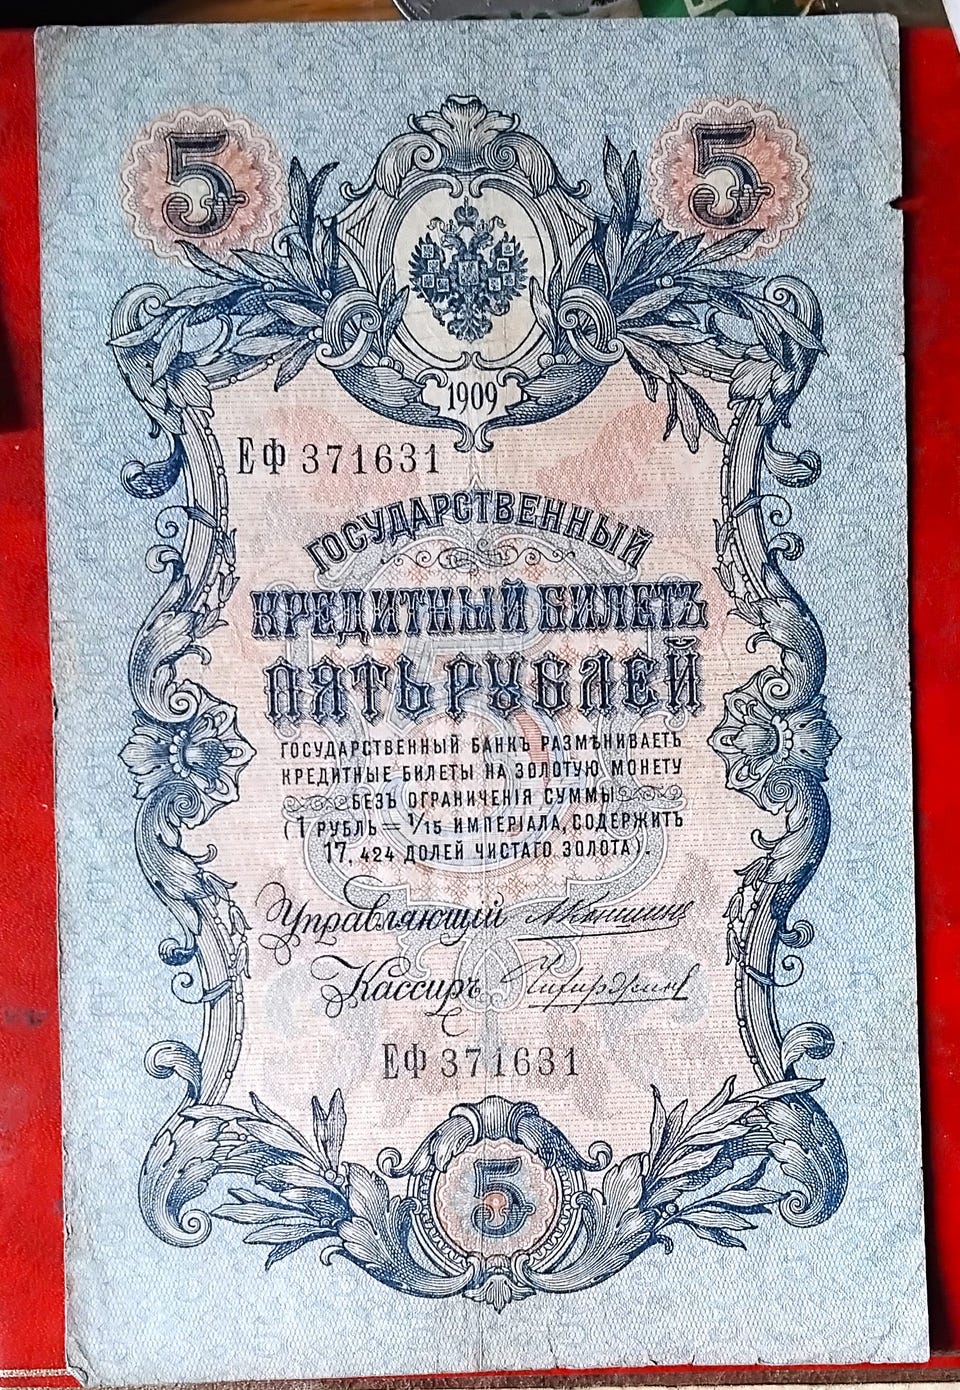 5 5
1909
ЕФ 371631
ГОСУДАРСТВЕННЫЙ
КРЕДИТНЫЙ БИЛЕТЪ
ПЯТЬ РУБЛЕЙ
ГОСУДАРСТВЕННЫЙ БАНКЪ РАЗМѢНИВАЕТЪ
КРЕДИТНЫЕ БИЛЕТЫ НА ЗОЛОТУЮ МОНЕТУ
БЕЗЪ ОГРАНИЧЕНІЯ СУММЫ
(1 РУБЛЬ = 1/15 ИМПЕРІАЛА, СОДЕРЖИТЪ
17,424 ДОЛЕЙ ЧИСТАГО ЗОЛОТА).
Управляющій
Кассиръ
ЕФ 371631
5